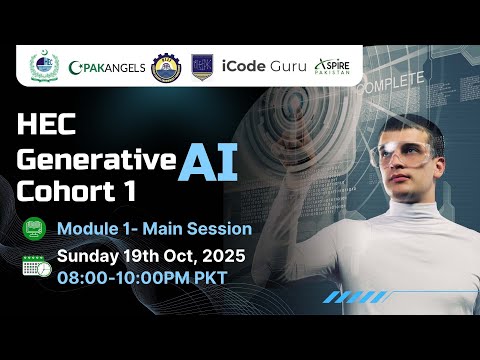 HEC
PAKANGELS
iCode Guru
ASPIRE
PAKISTAN
COMPLETE
HEC
Generative AI
Cohort 1
Module 1- Main Session
Sunday 19th Oct, 2025
08:00-10:00PM PKT